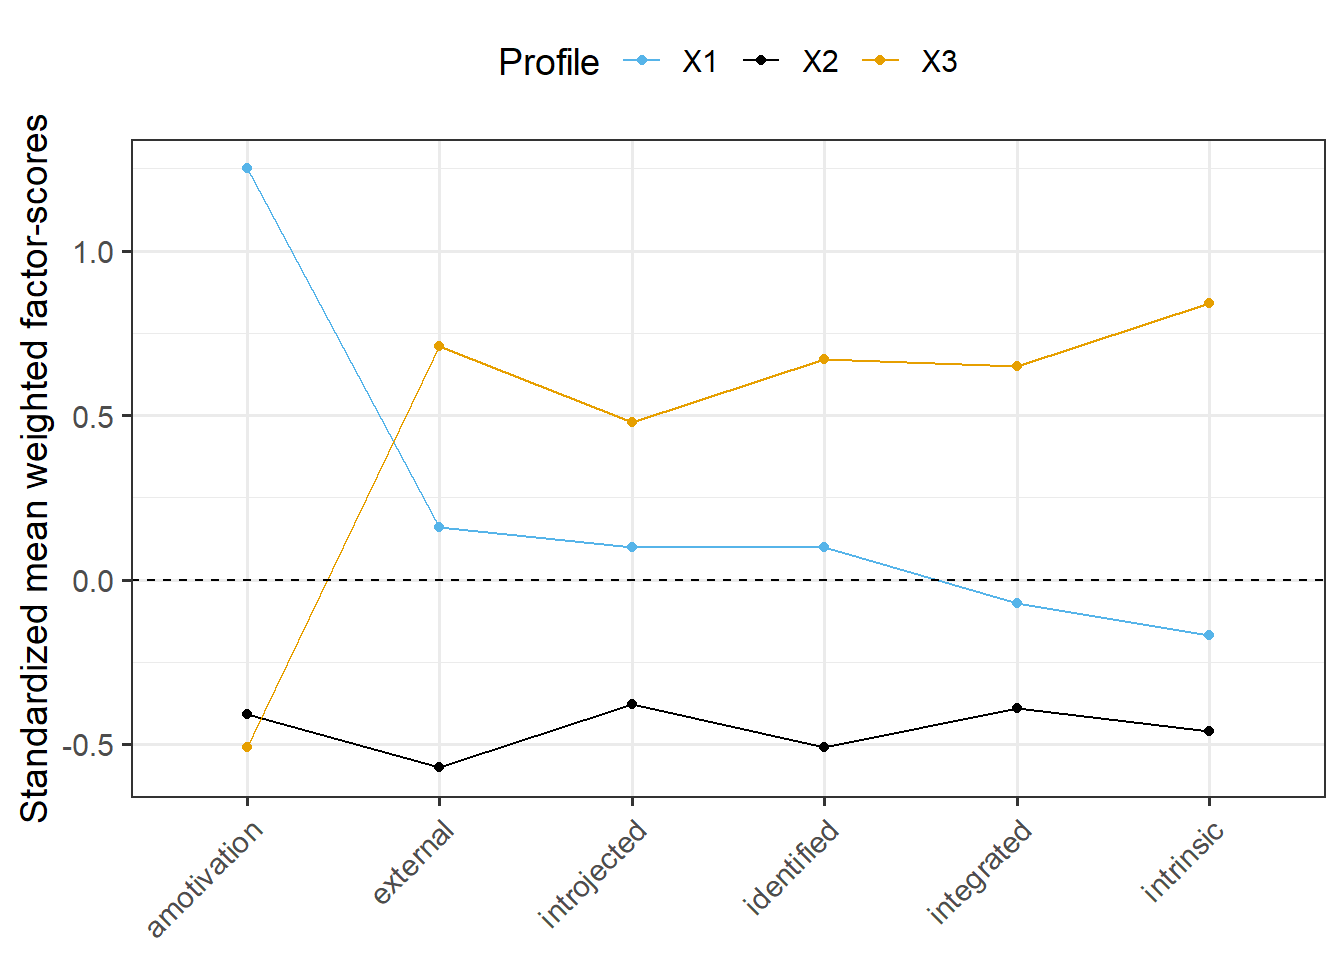 Profile X1 X2 X3
Standardized mean weighted factor-scores
1.0
0.5
0.0
-0.5
amotivation external introjected identified integrated intrinsic